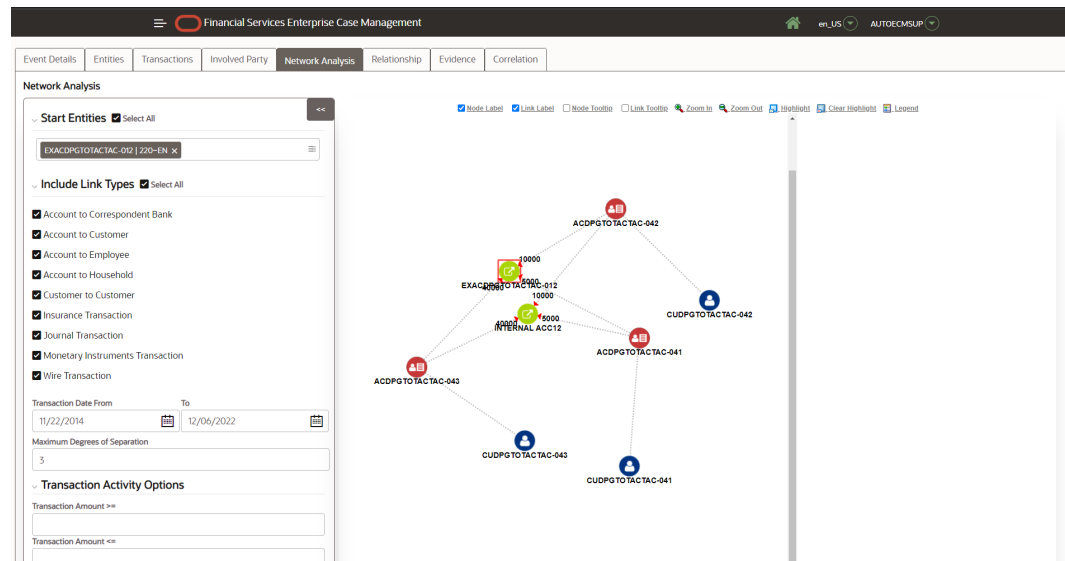 Financial Services Enterprise Case Management
en_US
AUTOECMSUP
Event Details
Entities
Transactions
Involved Party
Network Analysis
Relationship
Evidence
Correlation
Network Analysis
<<
Start Entities Select All
EXACDPGTOTACTAC-012 | 220~EN ×
Include Link Types Select All
Account to Correspondent Bank
Account to Customer
Account to Employee
Account to Household
Customer to Customer
Insurance Transaction
Journal Transaction
Monetary Instruments Transaction
Wire Transaction
Transaction Date From
To
11/22/2014
12/06/2022
Maximum Degrees of Separation
3
Transaction Activity Options
Transaction Amount >=
Transaction Amount <=
Node Label
Link Label
Node Tooltip
Link Tooltip
Zoom In
Zoom Out
Highlight
Clear Highlight
Legend
ACDPGTOTACTAC-042
10000
5000
EXACDPGTOTACTAC-012
40000
10000
CUDPGTOTACTAC-042
5000
40000
INTERNAL ACC12
ACDPGTOTACTAC-041
ACDPGTOTACTAC-043
CUDPGTOTACTAC-043
CUDPGTOTACTAC-041